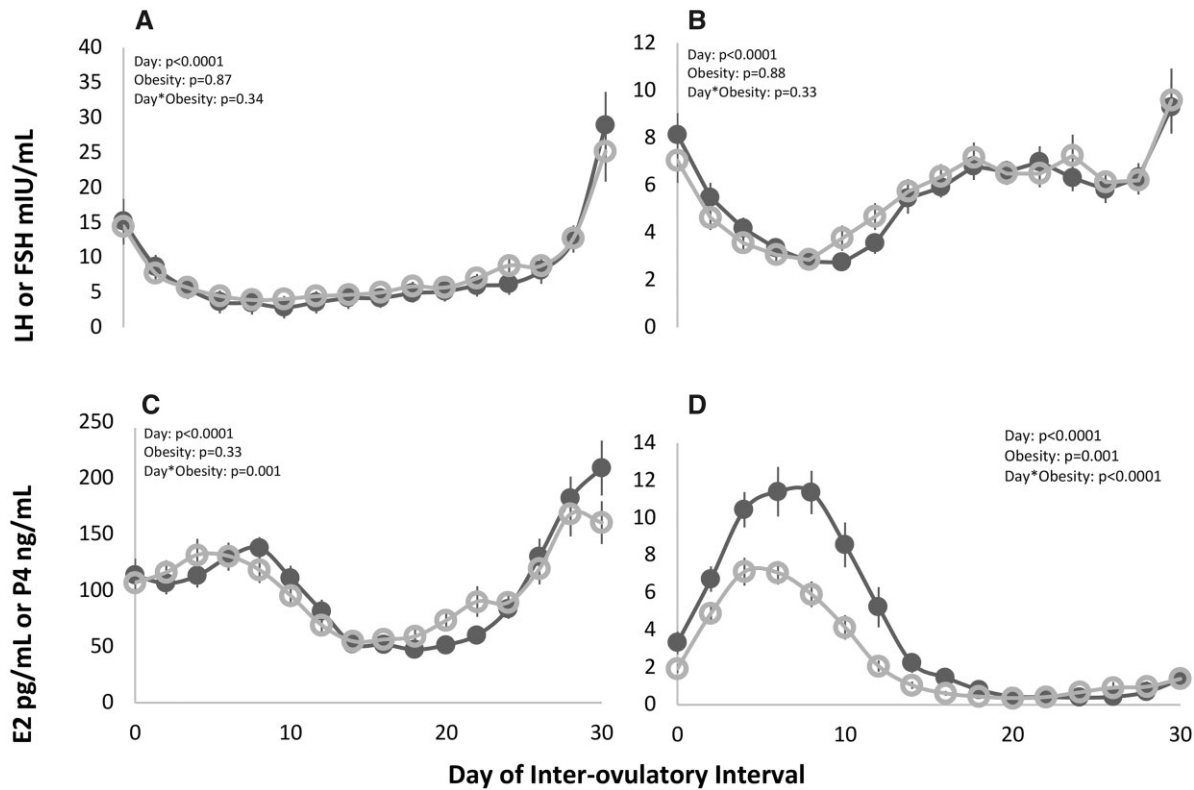 A
40
35
30
25
20
15
10
5
0
Day: p<0.0001
Obesity: p=0.87
Day*Obesity: p=0.34
B
12
10
8
6
4
2
0
Day: p<0.0001
Obesity: p=0.88
Day*Obesity: p=0.33
LH or FSH mIU/mL
C
250
200
150
100
50
0
Day: p<0.0001
Obesity: p=0.33
Day*Obesity: p=0.001
0 10 20 30
D
14
12
10
8
6
4
2
0
Day: p<0.0001
Obesity: p=0.001
Day*Obesity: p<0.0001
0 10 20 30
E2 pg/mL or P4 ng/mL
Day of Inter-ovulatory Interval